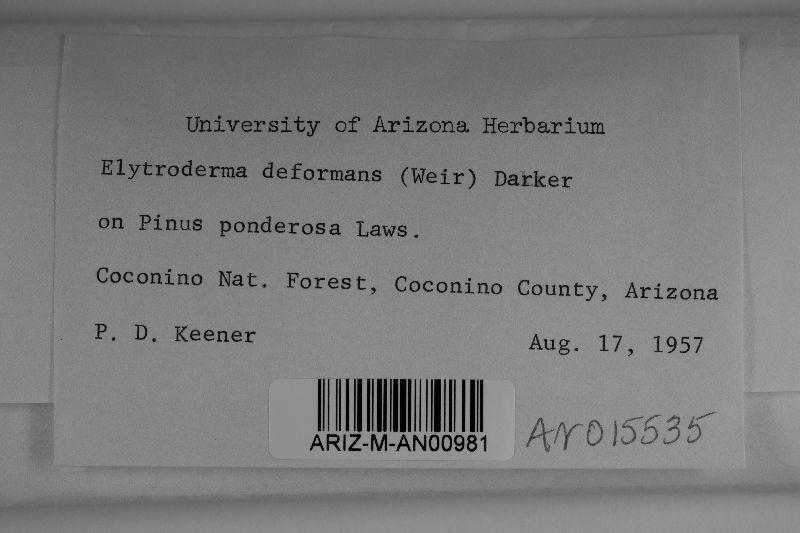 University of Arizona Herbarium
Elytroderma deformans (Weir) Darker
on Pinus ponderosa Laws.
Coconino Nat. Forest, Coconino County, Arizona
P. D. Keener Aug. 17, 1957
ARIZ-M-AN00981
AN015535